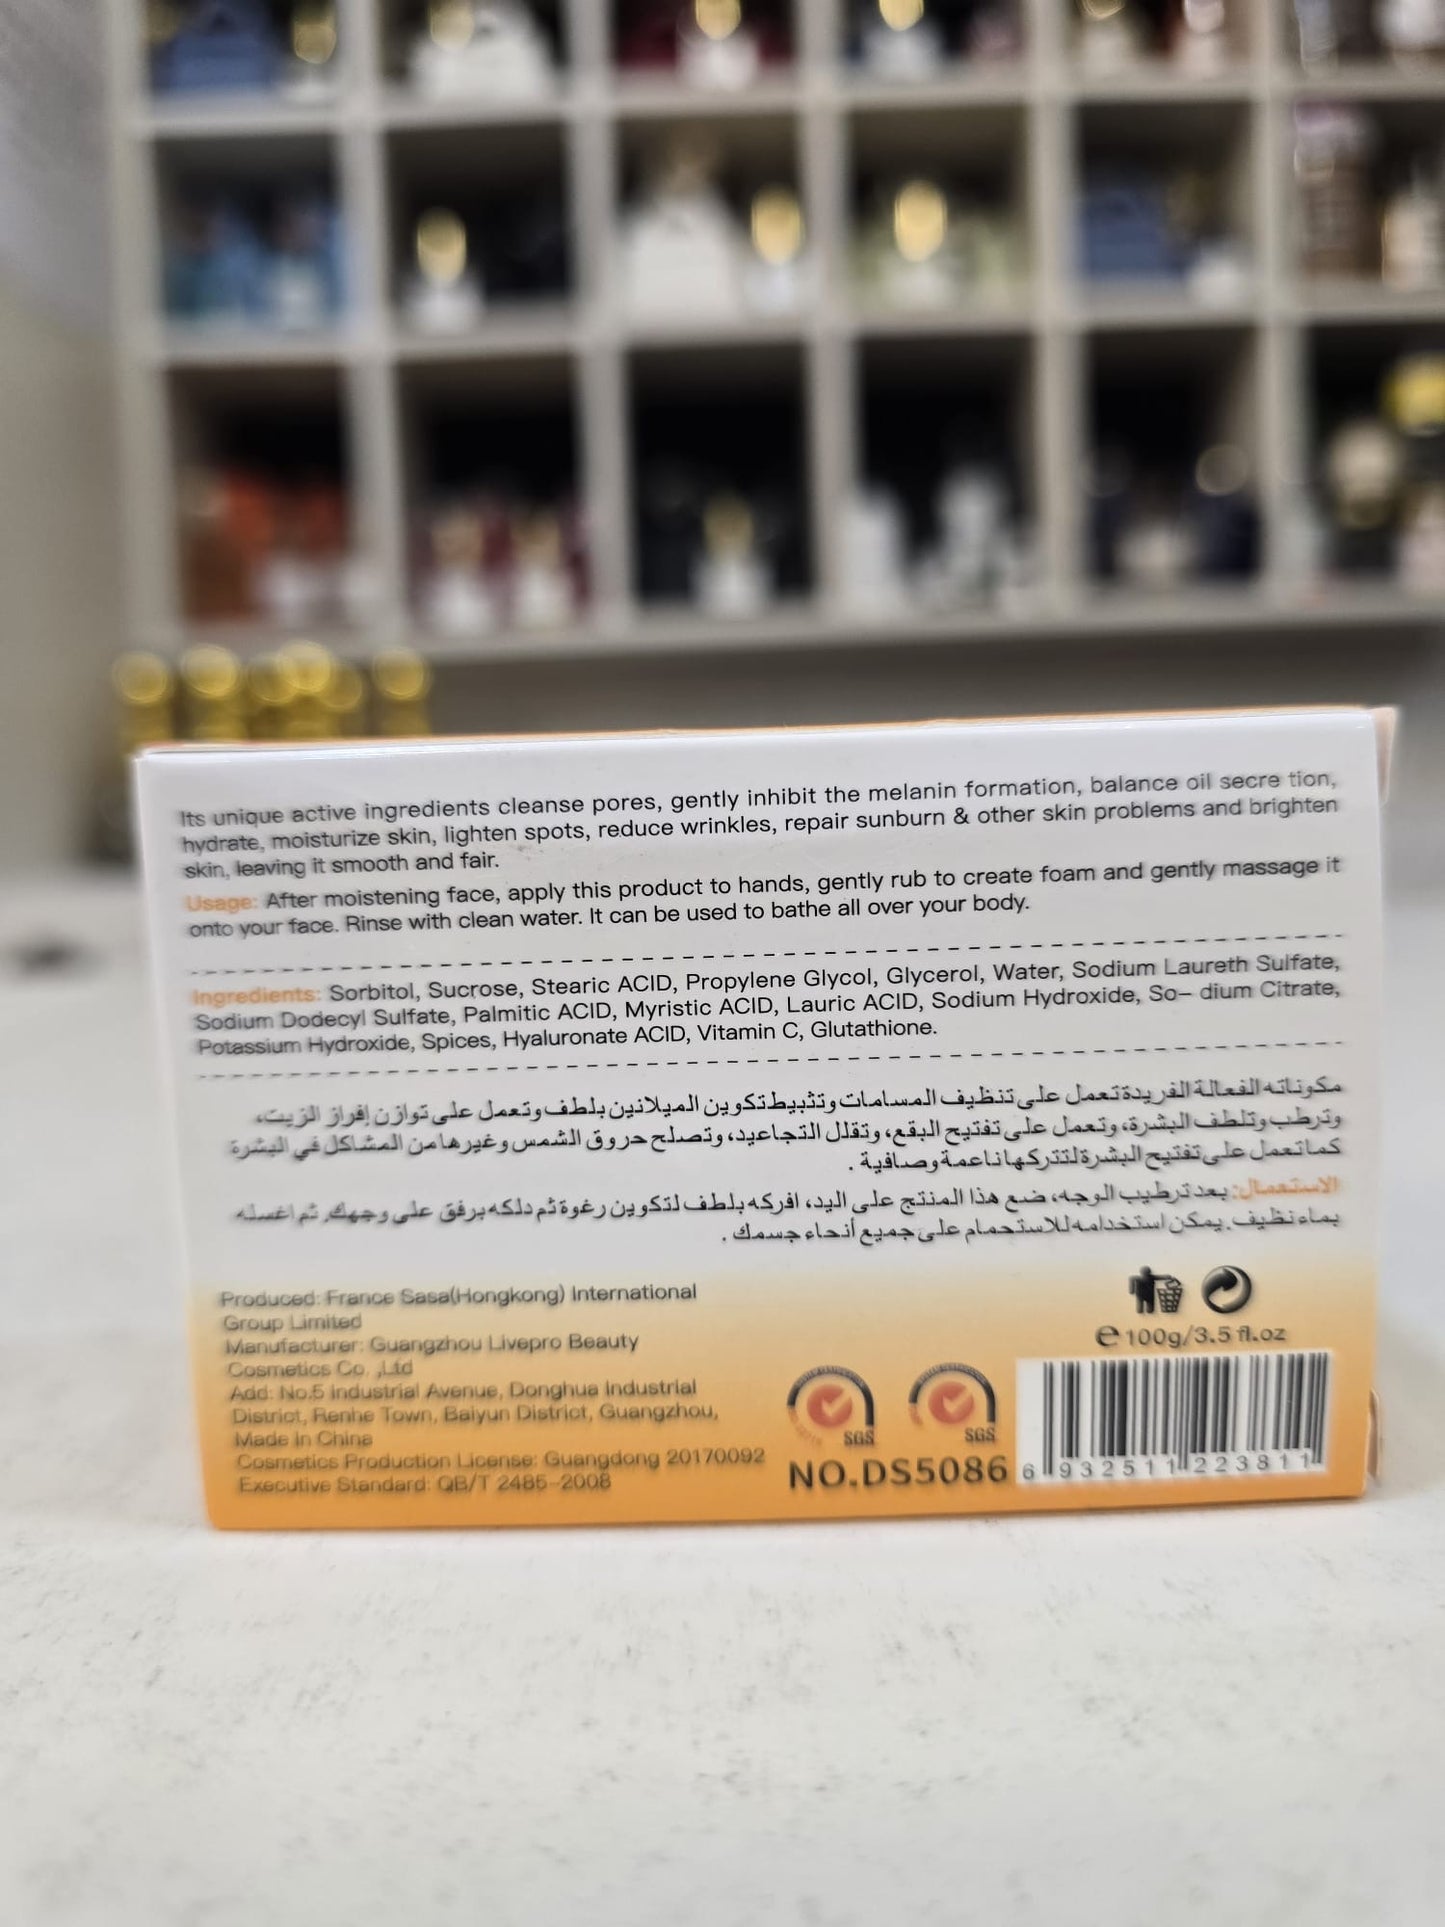 Its unique active ingredients cleanse pores, gently inhibit the melanin formation, balance oil secre tion,
hydrate, moisturize skin, lighten spots, reduce wrinkles, repair sunburn & other skin problems and brighten
skin, leaving it smooth and fair.
Usage: After moistening face, apply this product to hands, gently rub to create foam and gently massage it
onto your face. Rinse with clean water. It can be used to bathe all over your body.
Ingredients: Sorbitol, Sucrose, Stearic ACID, Propylene Glycol, Glycerol, Water, Sodium Laureth Sulfate,
Sodium Dodecyl Sulfate, Palmitic ACID, Myristic ACID, Lauric ACID, Sodium Hydroxide, So– dium Citrate,
Potassium Hydroxide, Spices, Hyaluronate ACID, Vitamin C, Glutathione.
مكوناته الفعالة الفريدة تعمل على تنظيف المسامات وتثبيط تكوين الميلانين بلطف وتعمل على توازن إفراز الزيت،
وترطب وتلطف البشرة، وتعمل على تفتيح البقع، وتقلل التجاعيد، وتصلح حروق الشمس وغيرها من المشاكل في البشرة
كما تعمل على تفتيح البشرة لتتركها ناعمة وصافية .
الاستعمال: بعد ترطيب الوجه، ضع هذا المنتج على اليد، افركه بلطف لتكوين رغوة ثم دلكه برفق على وجهك, ثم اغسله
بماء نظيف. يمكن استخدامه للاستحمام على جميع أنحاء جسمك .
Produced: France Sasa(Hongkong) International
Group Limited
Manufacturer: Guangzhou Livepro Beauty
Cosmetics Co. ,Ltd
Add: No.5 industrial Avenue, Donghua Industrial
District, Renhe Town, Baiyun District, Guangzhou,
Made in China
Cosmetics Production License: Guangdong 20170092
Executive Standard: QB/T 2485-2008
SGS
SGS
NO.DS5086
e 100g/3.5 fl.oz
6 932511 223811